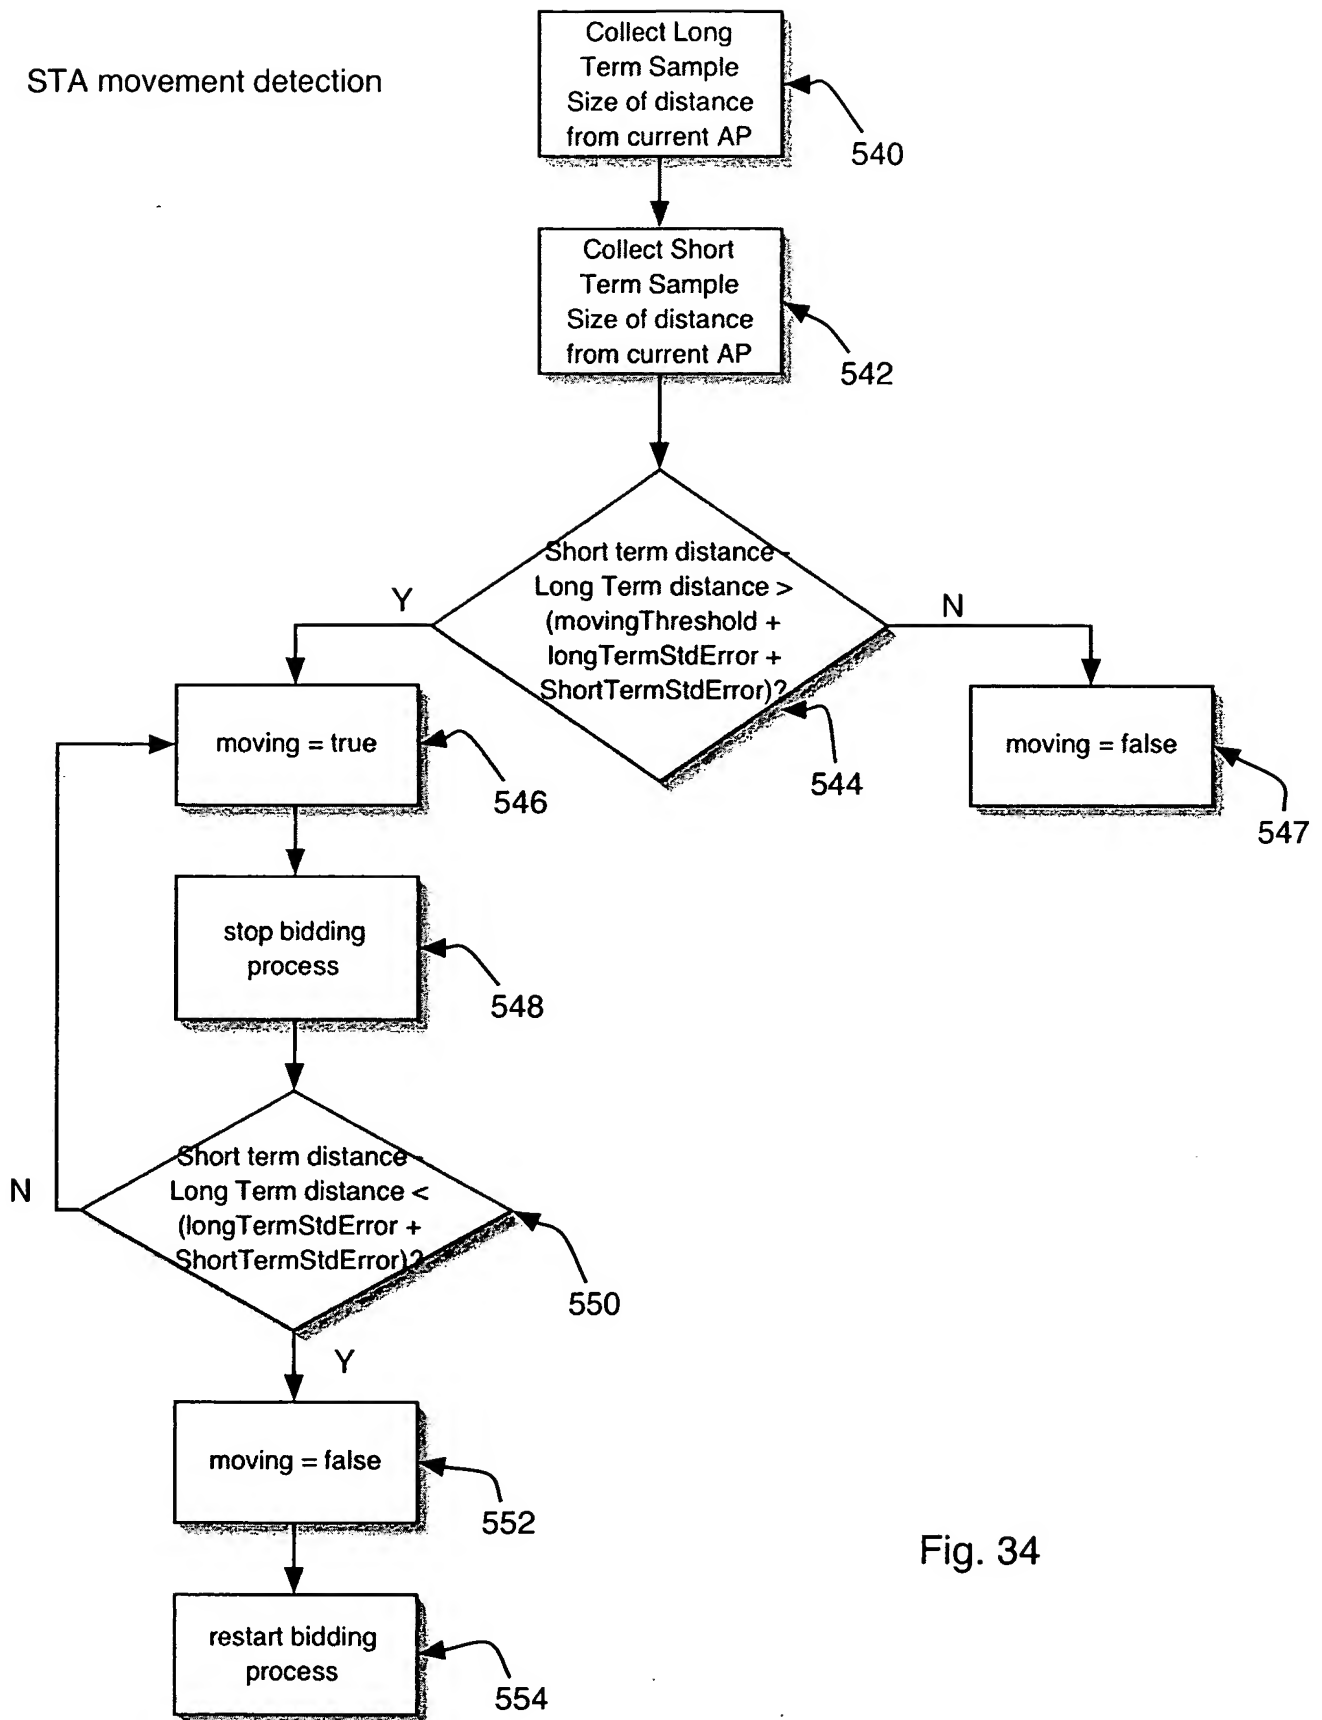 STA movement detection
Collect Long
Term Sample
Size of distance
from current AP
540
Collect Short
Term Sample
Size of distance
from current AP
542
Short term distance -
Long Term distance >
(movingThreshold +
longTermStdError +
ShortTermStdError)?
544
Y
N
moving = true
546
moving = false
547
stop bidding
process
548
Short term distance -
Long Term distance <
(longTermStdError +
ShortTermStdError)?
550
N
Y
moving = false
552
restart bidding
process
554
Fig. 34